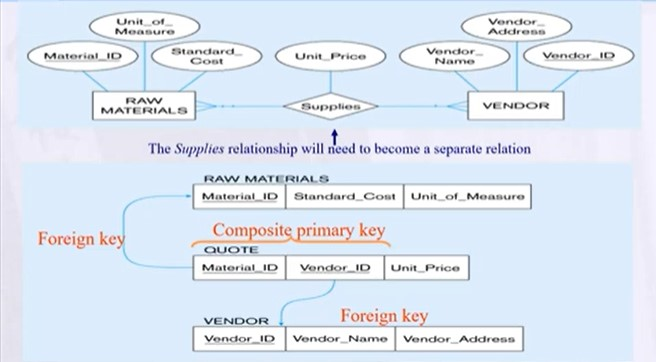 Unit_of_
Measure
Vendor_
Address
Material_ID
Standard_
Cost
Unit_Price
Vendor_
Name
Vendor_ID
RAW
MATERIALS
Supplies
VENDOR
The Supplies relationship will need to become a separate relation
RAW MATERIALS
Material_ID Standard_Cost Unit_of_Measure
Foreign key
Composite primary key
QUOTE
Material_ID Vendor_ID Unit_Price
Foreign key
VENDOR
Vendor_ID Vendor_Name Vendor_Address